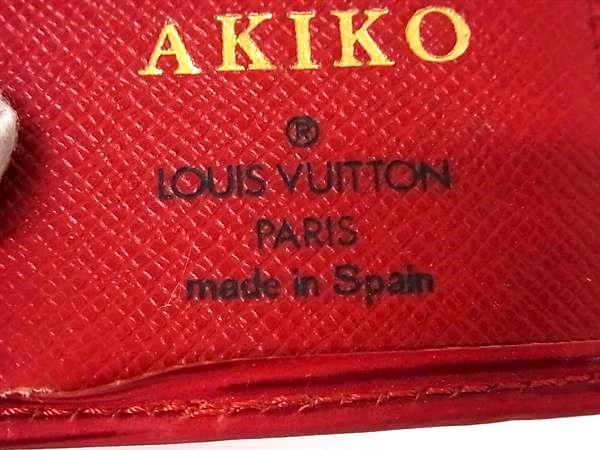 AKIKO
®
LOUIS VUITTON
PARIS
made in Spain